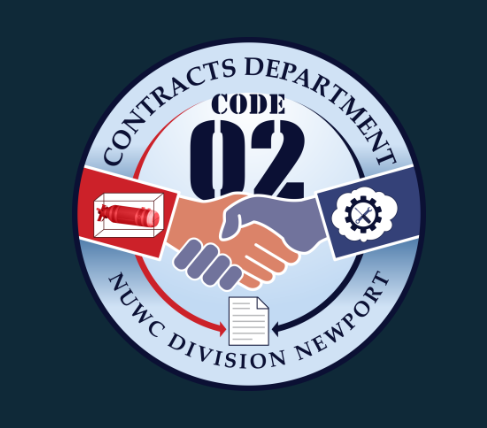 CONTRACTS DEPARTMENT
CODE
02
NUWC DIVISION NEWPORT